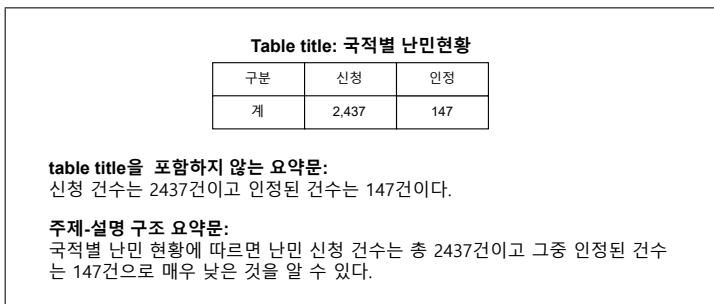 Table title: 국적별 난민현황
구분 신청 인정
계 2,437 147
table title을 포함하지 않는 요약문:
신청 건수는 2437건이고 인정된 건수는 147건이다.
주제-설명 구조 요약문:
국적별 난민 현황에 따르면 난민 신청 건수는 총 2437건이고 그중 인정된 건수
는 147건으로 매우 낮은 것을 알 수 있다.